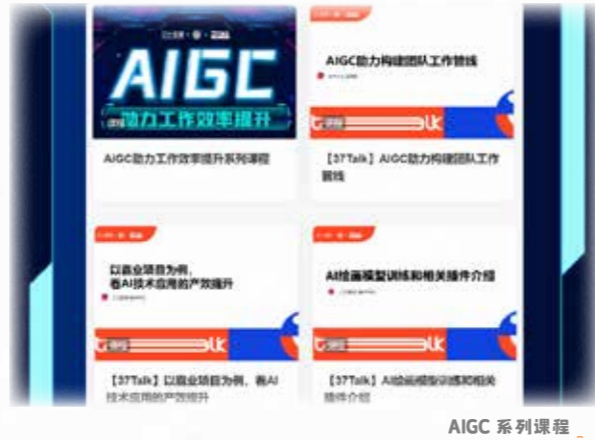 AIGC
助力工作效率提升
AIGC助力工作效率提升系列课程
AIGC助力构建团队工作管线
【37Talk】AIGC助力构建团队工作
管线
以商业项目为例，
看AI技术应用的产效提升
【37Talk】以商业项目为例，看AI
技术应用的产效提升
AI绘画模型训练和相关插件介绍
【37Talk】AI绘画模型训练和相关
插件介绍
AIGC 系列课程